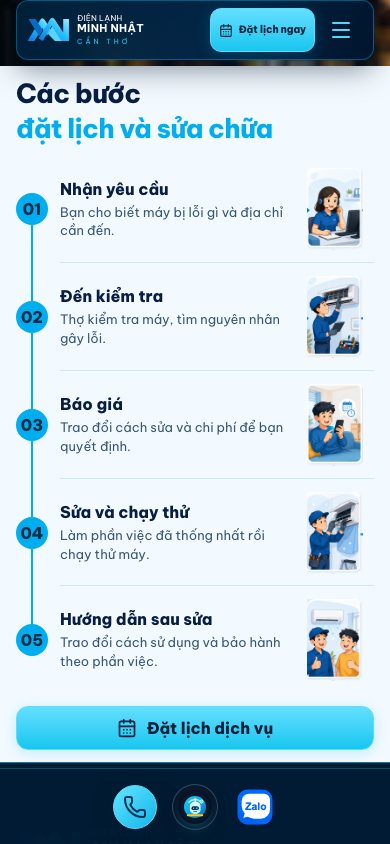 ĐIỆN LẠNH
MINH NHẬT
CẦN THƠ
Đặt lịch ngay
Các bước
đặt lịch và sửa chữa
01
Nhận yêu cầu
Bạn cho biết máy bị lỗi gì và địa chỉ
cần đến.
02
Đến kiểm tra
Thợ kiểm tra máy, tìm nguyên nhân
gây lỗi.
03
Báo giá
Trao đổi cách sửa và chi phí để bạn
quyết định.
04
Sửa và chạy thử
Làm phần việc đã thống nhất rồi
chạy thử máy.
05
Hướng dẫn sau sửa
Trao đổi cách sử dụng và bảo hành
theo phần việc.
Đặt lịch dịch vụ
Zalo